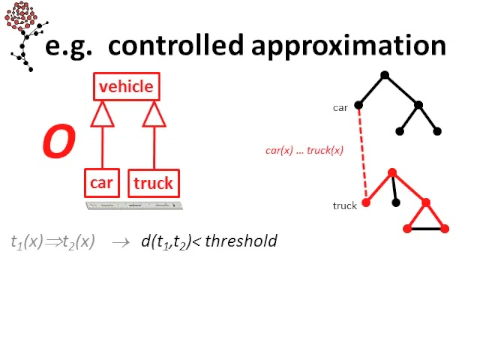 e.g. controlled approximation
vehicle
O
car truck
car
car(x) ... truck(x)
truck
t₁(x)⇒t₂(x) → d(t₁,t₂)< threshold